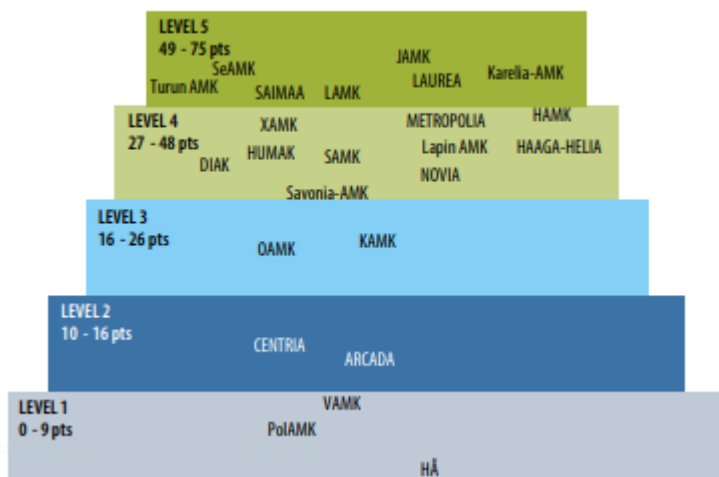 LEVEL 5
49 - 75 pts
JAMK
SeAMK
Karelia-AMK
Turun AMK
LAUREA
SAIMAA
LAMK
LEVEL 4
27 - 48 pts
XAMK
METROPOLIA
HAMK
HUMAK
SAMK
Lapin AMK
HAAGA-HELIA
DIAK
NOVIA
Savonia-AMK
LEVEL 3
16 - 26 pts
OAMK
KAMK
LEVEL 2
10 - 16 pts
CENTRIA
ARCADA
LEVEL 1
0 - 9 pts
VAMK
PolAMK
HÅ